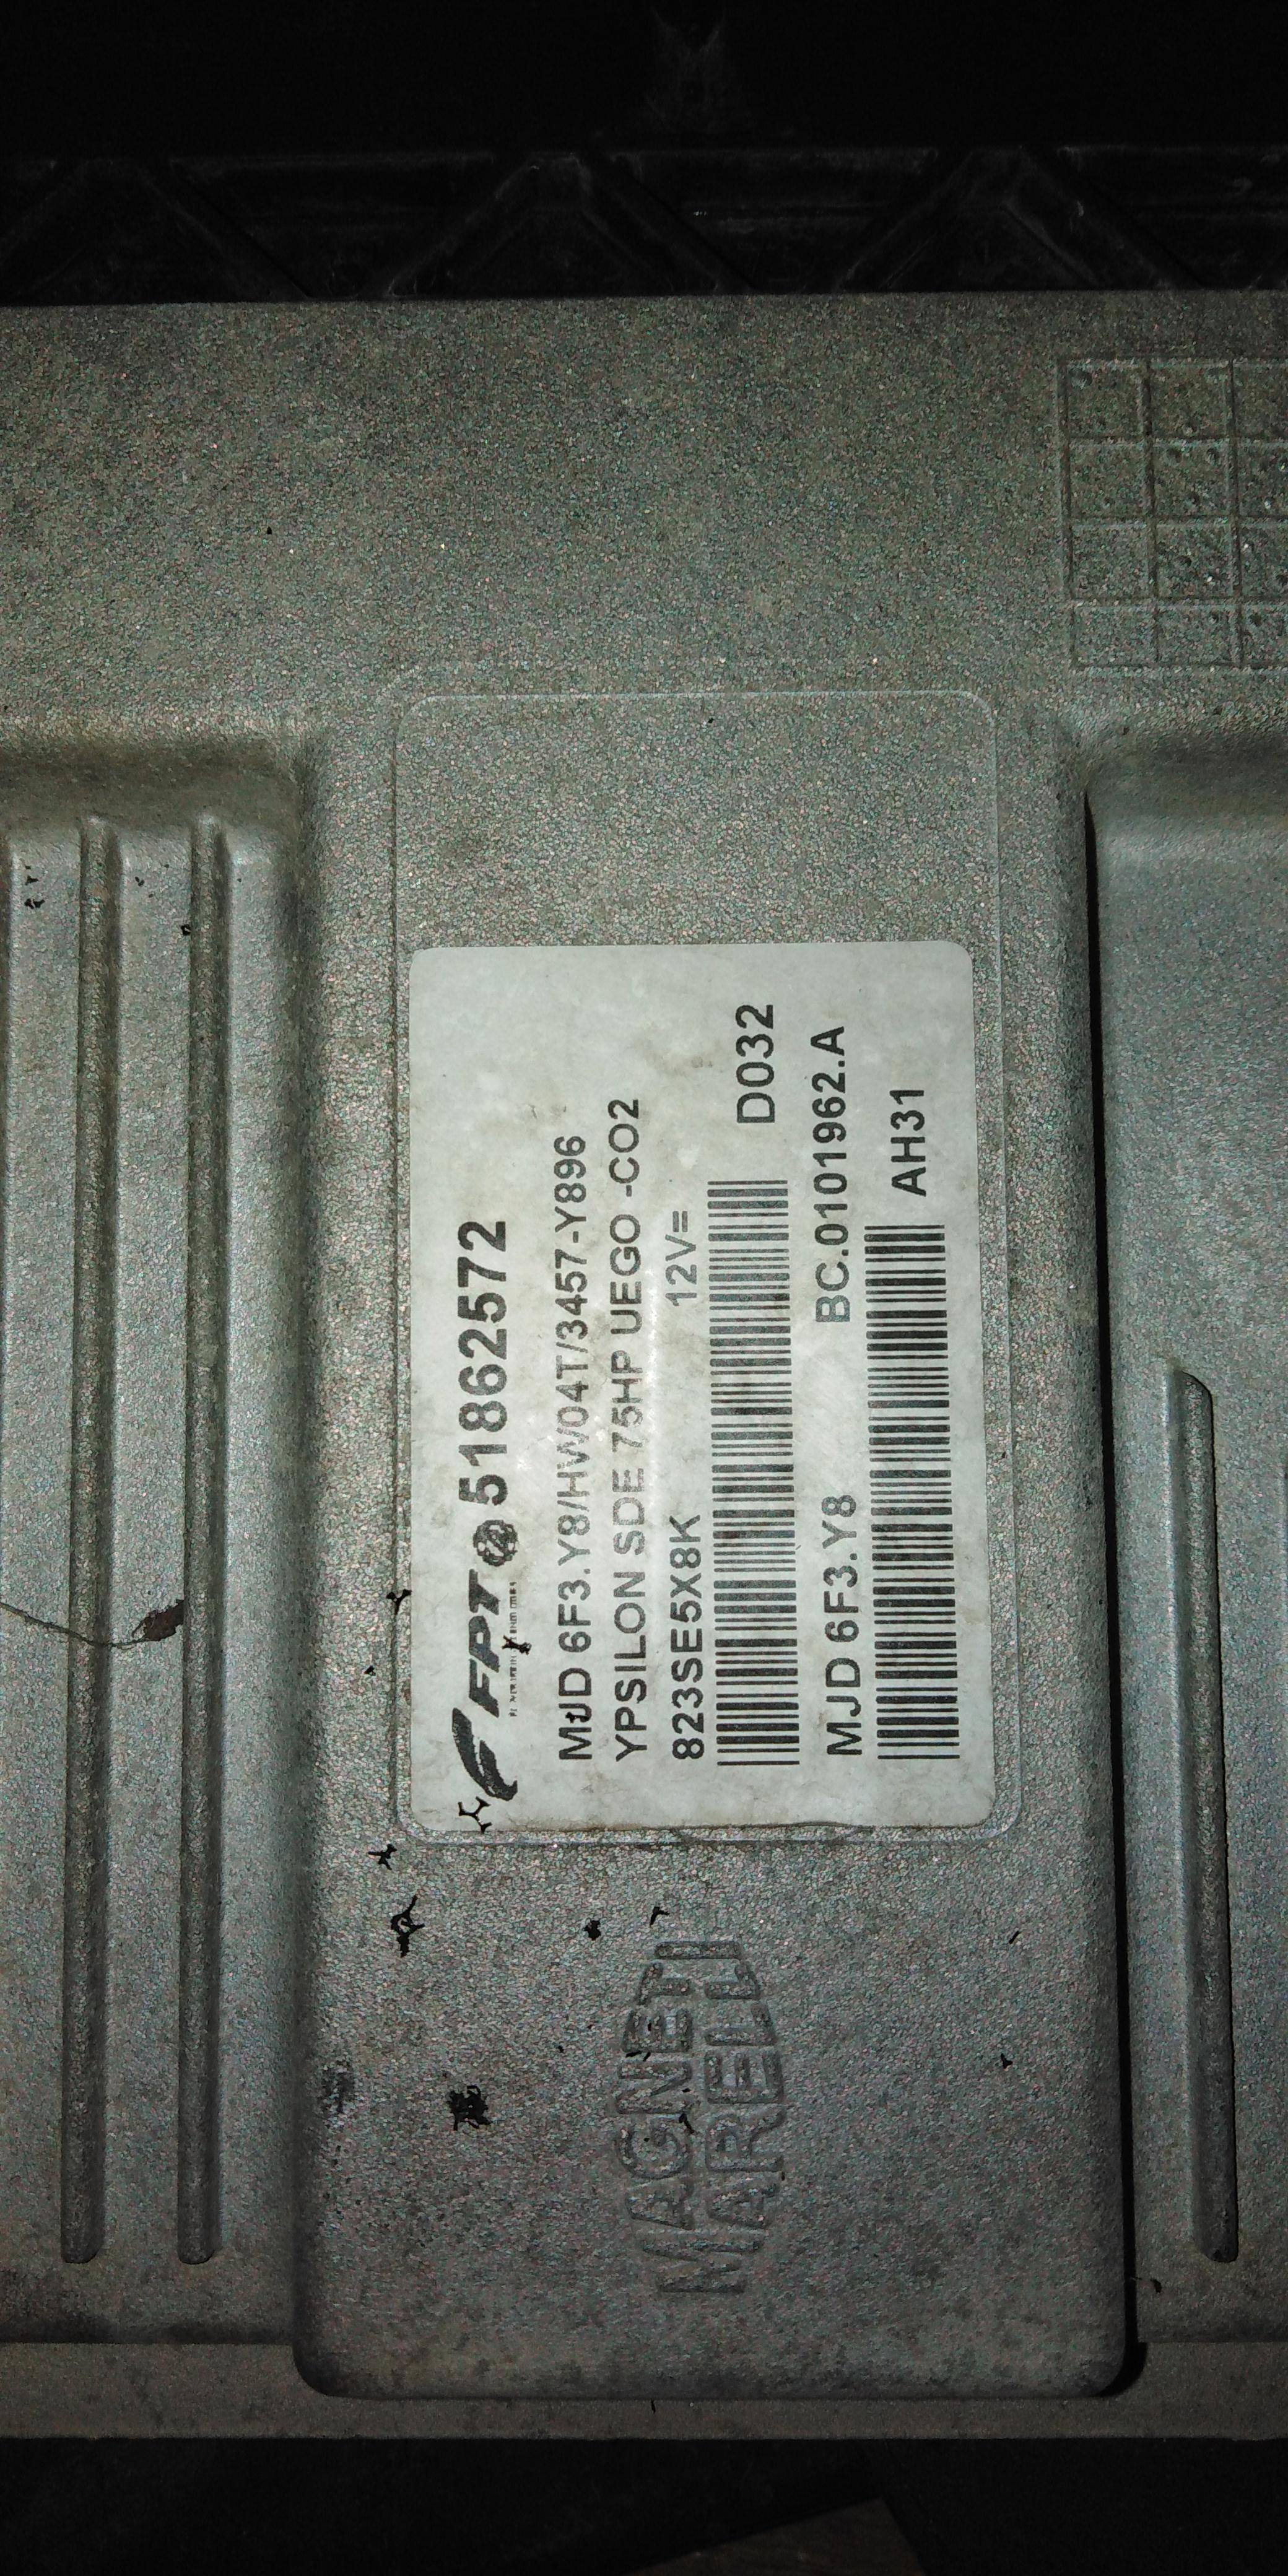 FPT 51862572
MJD 6F3.Y8/HW04T/3457-Y896
YPSILON SDE 75HP UEGO -CO2
823SE5X8K 12V=
D032
MJD 6F3.Y8 BC.0101962.A
AH31
MAGNETI
MARELLI